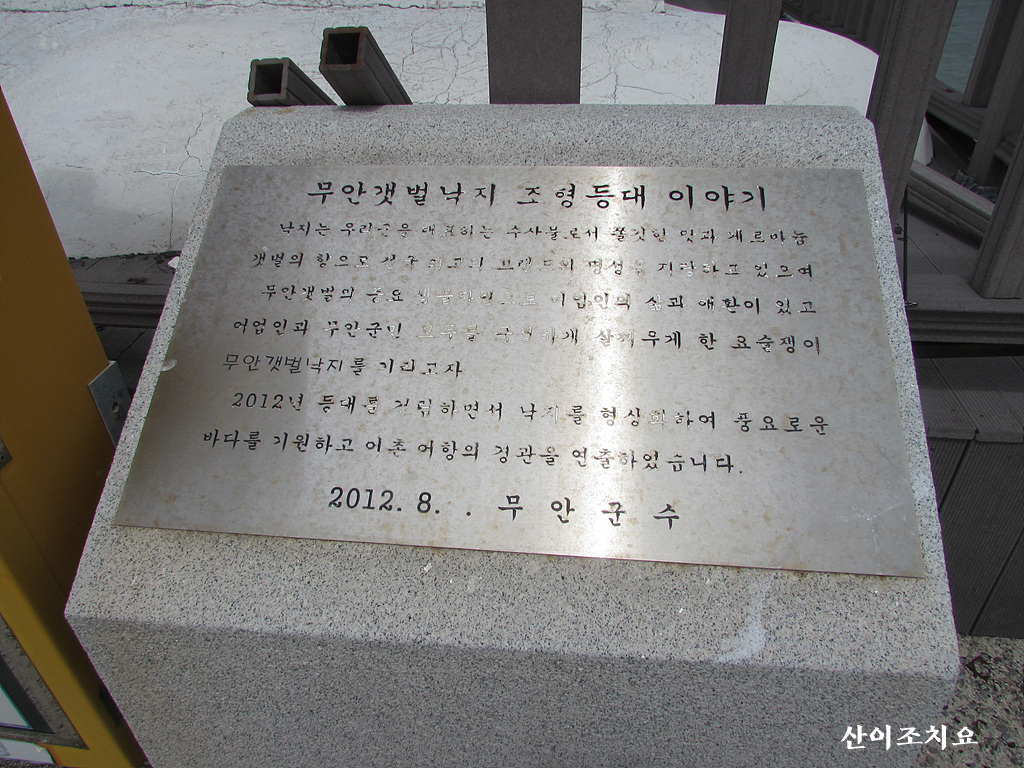 무안갯벌낙지 조형등대 이야기
낙지는 우리군을 대표하는 수산물로서 쫄깃한 맛과 게르마늄
갯벌의 향으로 전국 최고의 브랜드의 명성을 자랑하고 있으며
무안갯벌의 주요 어업인의 삶과 애환이 있고
어업인과 무안군민 모두를 살찌우게 한 요술쟁이
무안갯벌낙지를 기리고자
2012년 등대를 건립하면서 낙지를 형상화하여 풍요로운
바다를 기원하고 어촌 어항의 경관을 연출하였습니다.
2012. 8. . 무안군수
산이조치요